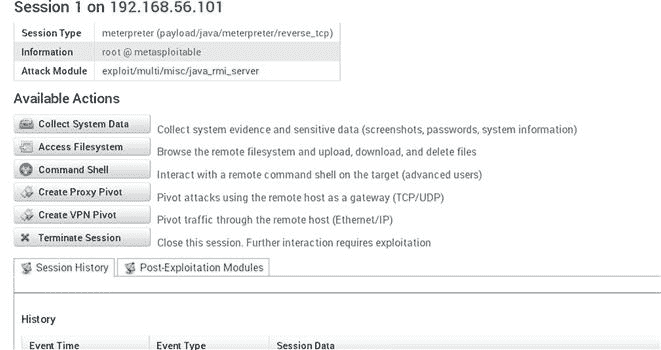 Session 1 on 192.168.56.101
Session Type meterpreter (payload/java/meterpreter/reverse_tcp)
Information root @ metasploitable
Attack Module exploit/multi/misc/java_rmi_server
Available Actions
Collect System Data Collect system evidence and sensitive data (screenshots, passwords, system information)
Access Filesystem Browse the remote filesystem and upload, download, and delete files
Command Shell Interact with a remote command shell on the target (advanced users)
Create Proxy Pivot Pivot attacks using the remote host as a gateway (TCP/UDP)
Create VPN Pivot Pivot traffic through the remote host (Ethernet/IP)
Terminate Session Close this session. Further interaction requires exploitation
Session History Post-Exploitation Modules
History
Event Time Event Type Session Data